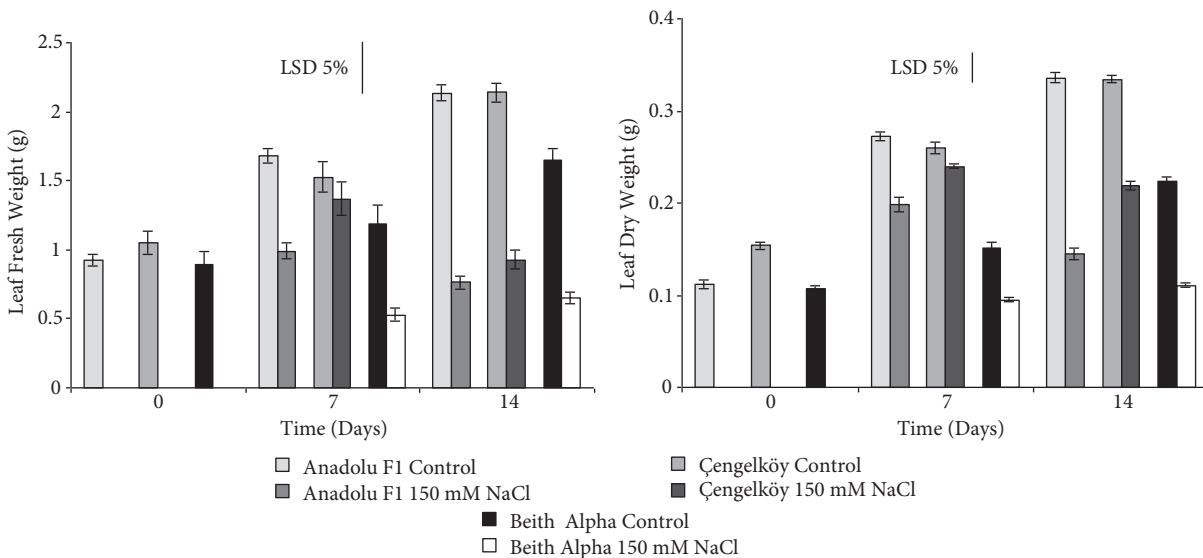 2.5
2
1.5
1
0.5
0
Leaf Fresh Weight (g)
LSD 5%
0 7 14
Time (Days)
0.4
0.3
0.2
0.1
0
Leaf Dry Weight (g)
LSD 5%
0 7 14
Time (Days)
Anadolu F1 Control
Anadolu F1 150 mM NaCl
Çengelköy Control
Çengelköy 150 mM NaCl
Beith Alpha Control
Beith Alpha 150 mM NaCl